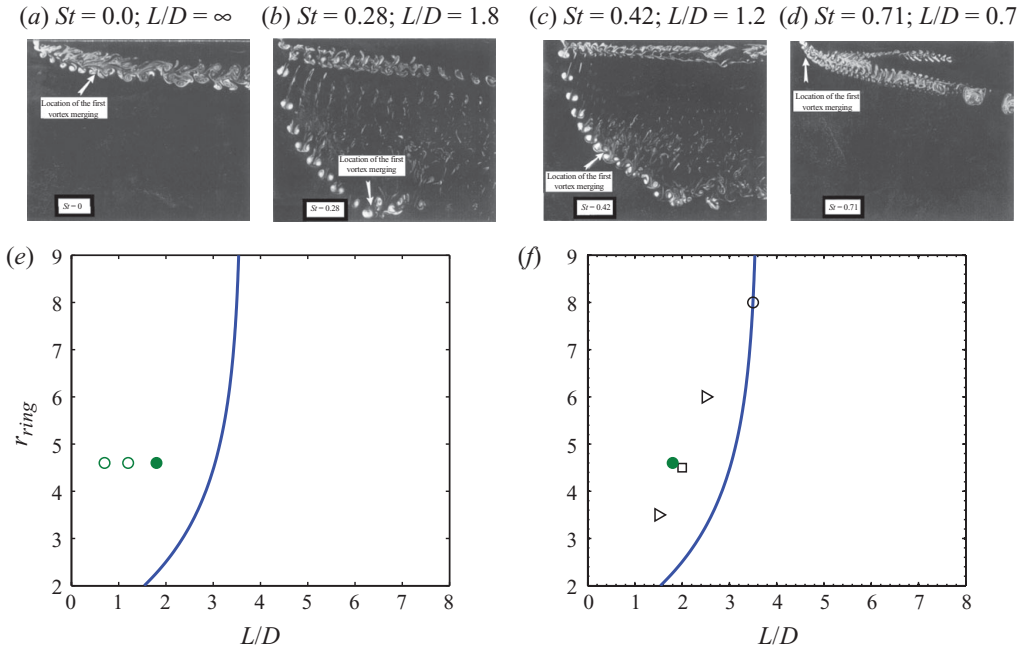 (a) St = 0.0; L/D = ∞ (b) St = 0.28; L/D = 1.8 (c) St = 0.42; L/D = 1.2 (d) St = 0.71; L/D = 0.7
Location of the first
vortex merging
St = 0
Location of the first
vortex merging
St = 0.28
Location of the first
vortex merging
St = 0.42
Location of the first
vortex merging
St = 0.71
(e)
9
8
7
6
5
4
3
2
r_ring
0 1 2 3 4 5 6 7 8
L/D
(f)
9
8
7
6
5
4
3
2
0 1 2 3 4 5 6 7 8
L/D